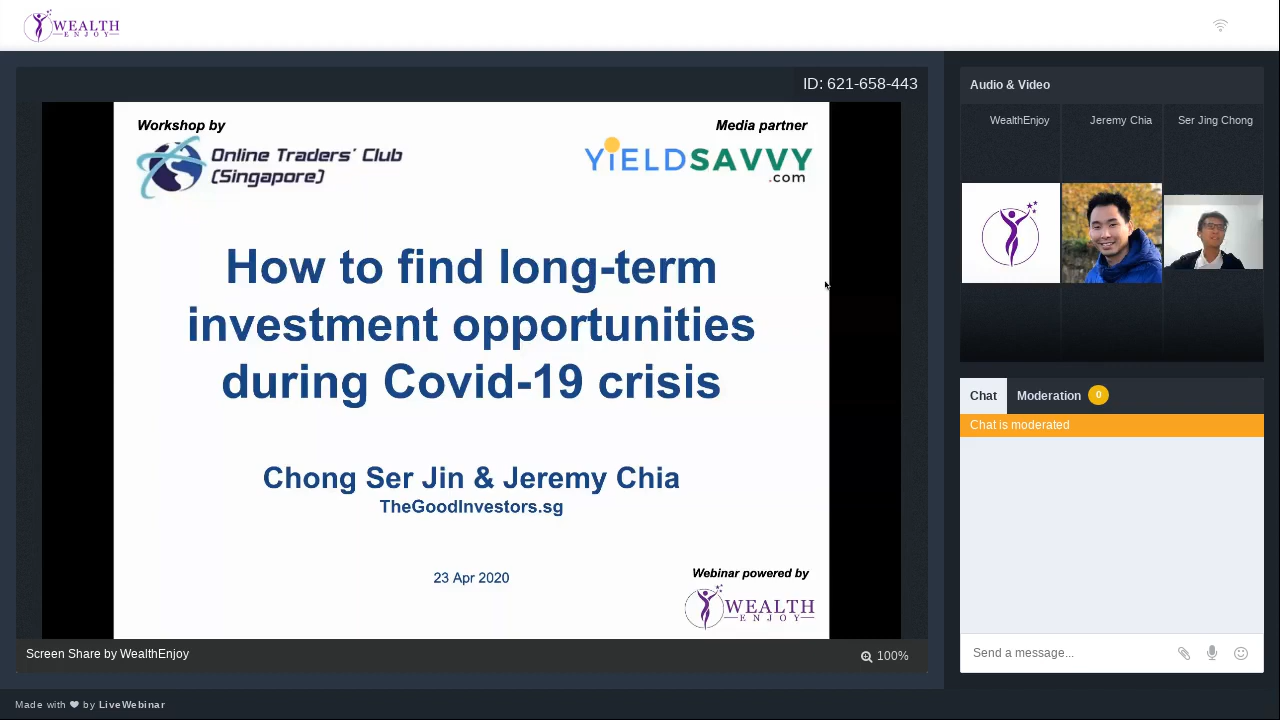 WEALTH
ENJOY
ID: 621-658-443
Workshop by
Media partner
Online Traders' Club
(Singapore)
YIELDSAVVY
.com
How to find long-term
investment opportunities
during Covid-19 crisis
Chong Ser Jin & Jeremy Chia
TheGoodInvestors.sg
23 Apr 2020
Webinar powered by
WEALTH
ENJOY
Screen Share by WealthEnjoy
100%
Audio & Video
WealthEnjoy
Jeremy Chia
Ser Jing Chong
Chat
Moderation 0
Chat is moderated
Send a message...
Made with by LiveWebinar